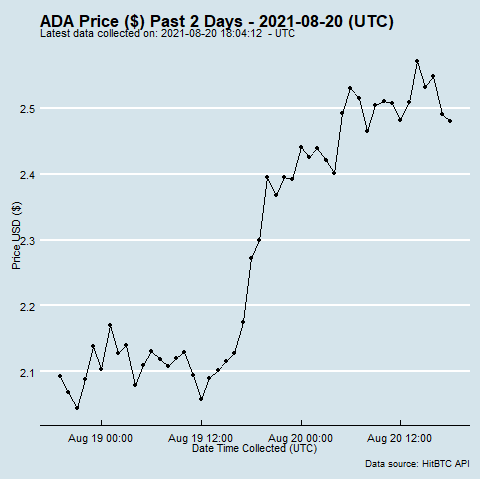 ADA Price ($) Past 2 Days - 2021-08-20 (UTC)
Latest data collected on: 2021-08-20 18:04:12  - UTC
Price USD ($)
2.5
2.4
2.3
2.2
2.1
Aug 19 00:00 Aug 19 12:00 Aug 20 00:00 Aug 20 12:00
Date Time Collected (UTC)
Data source: HitBTC API